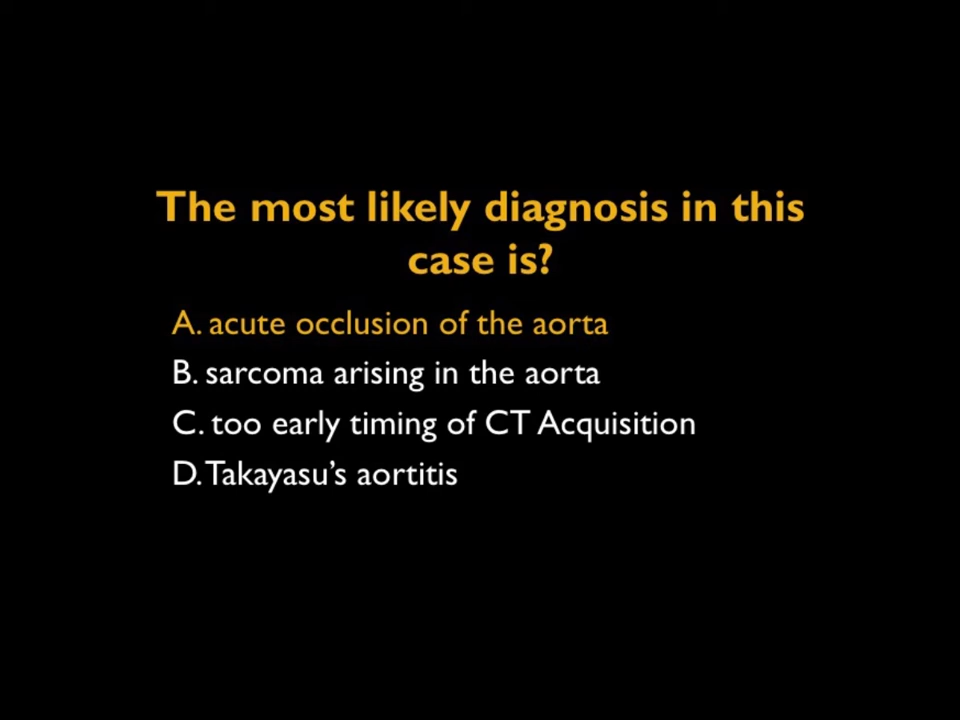 The most likely diagnosis in this
case is?
A. acute occlusion of the aorta
B. sarcoma arising in the aorta
C. too early timing of CT Acquisition
D. Takayasu’s aortitis